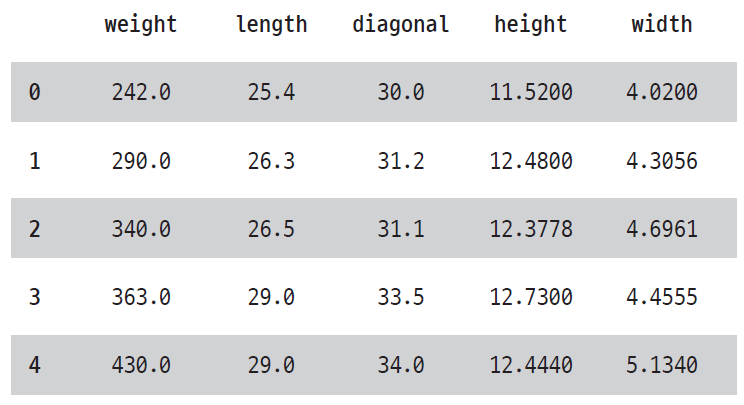 weight length diagonal height width
0 242.0 25.4 30.0 11.5200 4.0200
1 290.0 26.3 31.2 12.4800 4.3056
2 340.0 26.5 31.1 12.3778 4.6961
3 363.0 29.0 33.5 12.7300 4.4555
4 430.0 29.0 34.0 12.4440 5.1340